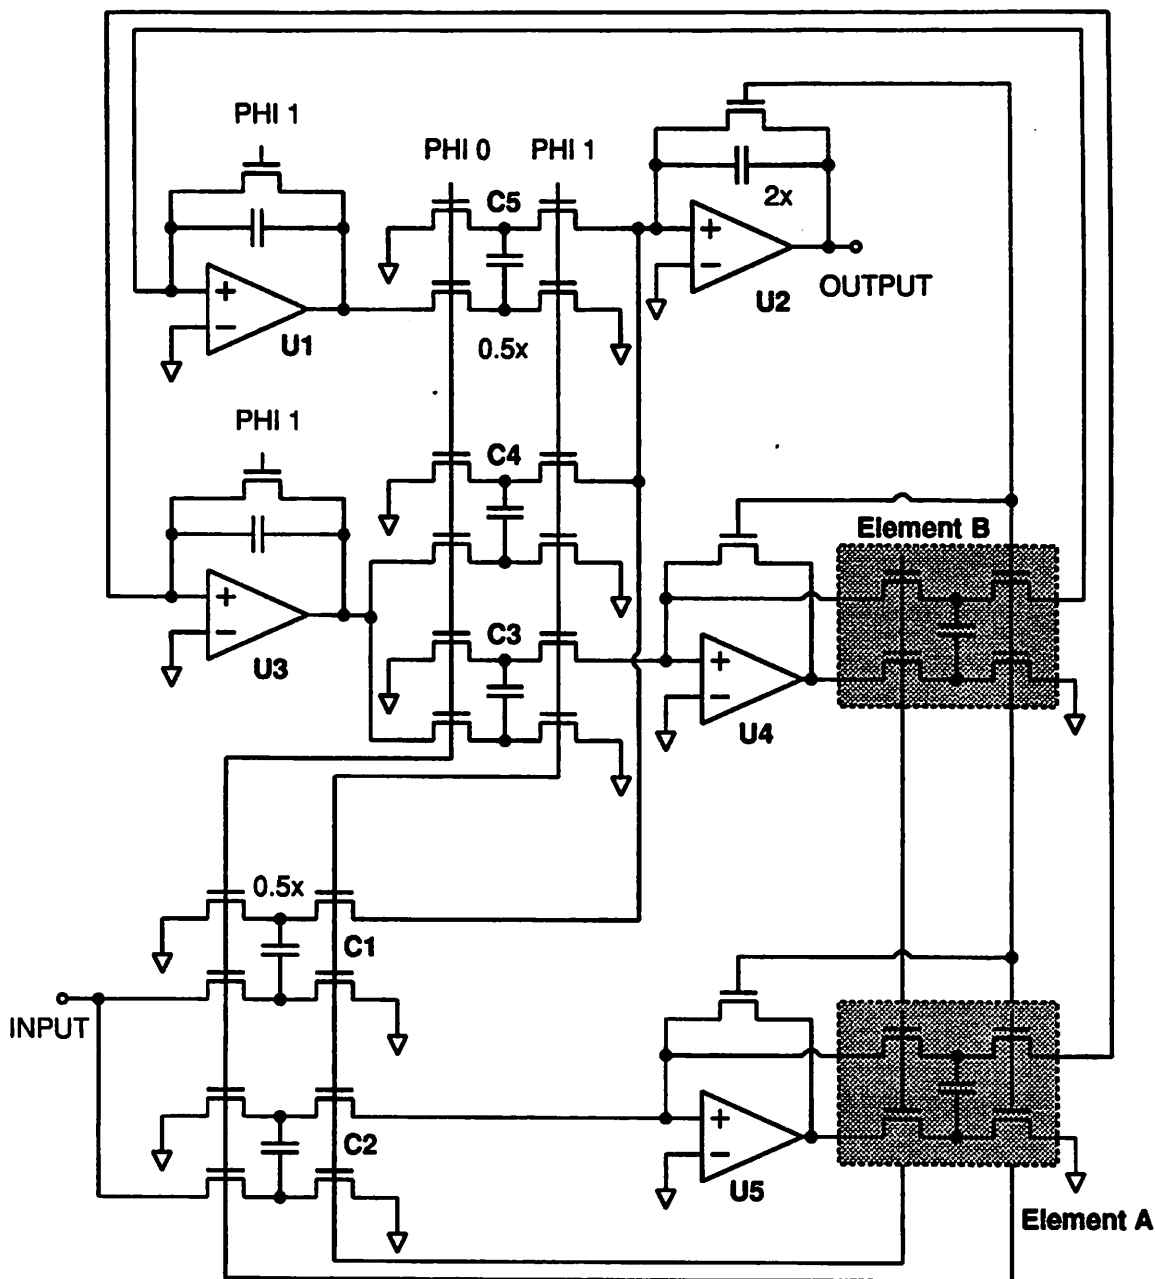 PHI 1
PHI 0 PHI 1
C5
2x
+
−
U2
OUTPUT
+
−
U1
0.5x
PHI 1
C4
Element B
+
−
U3
C3
+
−
U4
0.5x
C1
INPUT
C2
+
−
U5
Element A